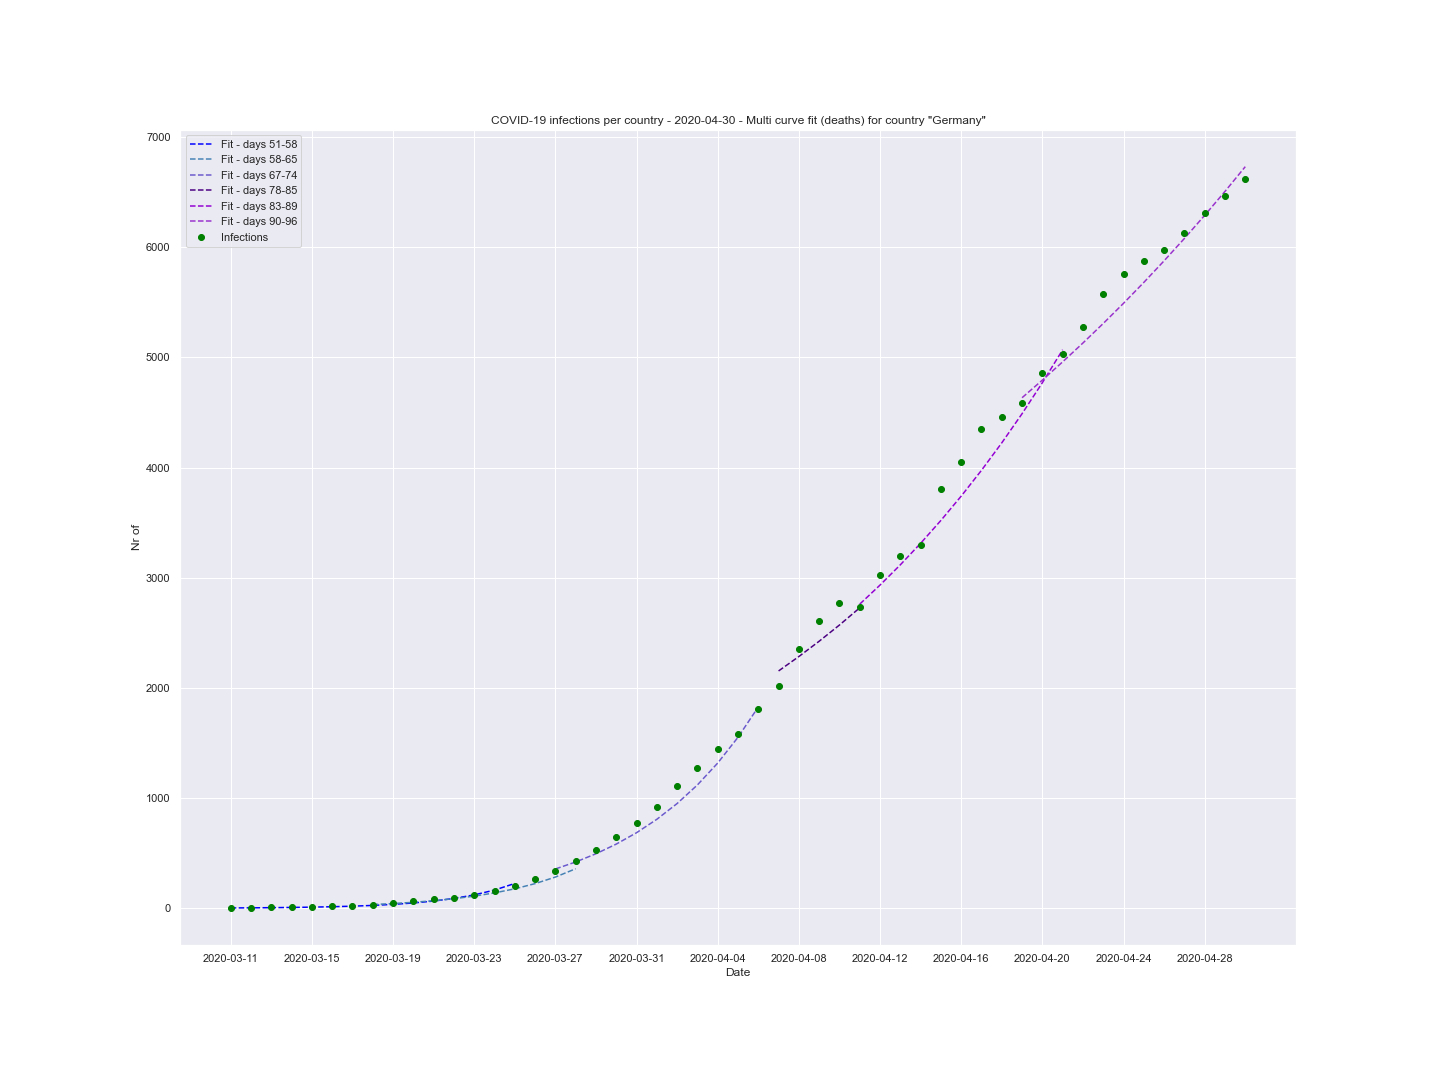 COVID-19 infections per country - 2020-04-30 - Multi curve fit (deaths) for country "Germany"
Fit - days 51-58
Fit - days 58-65
Fit - days 67-74
Fit - days 78-85
Fit - days 83-89
Fit - days 90-96
Infections
7000
6000
5000
4000
3000
2000
1000
0
Nr of
2020-03-11 2020-03-15 2020-03-19 2020-03-23 2020-03-27 2020-03-31 2020-04-04 2020-04-08 2020-04-12 2020-04-16 2020-04-20 2020-04-24 2020-04-28
Date